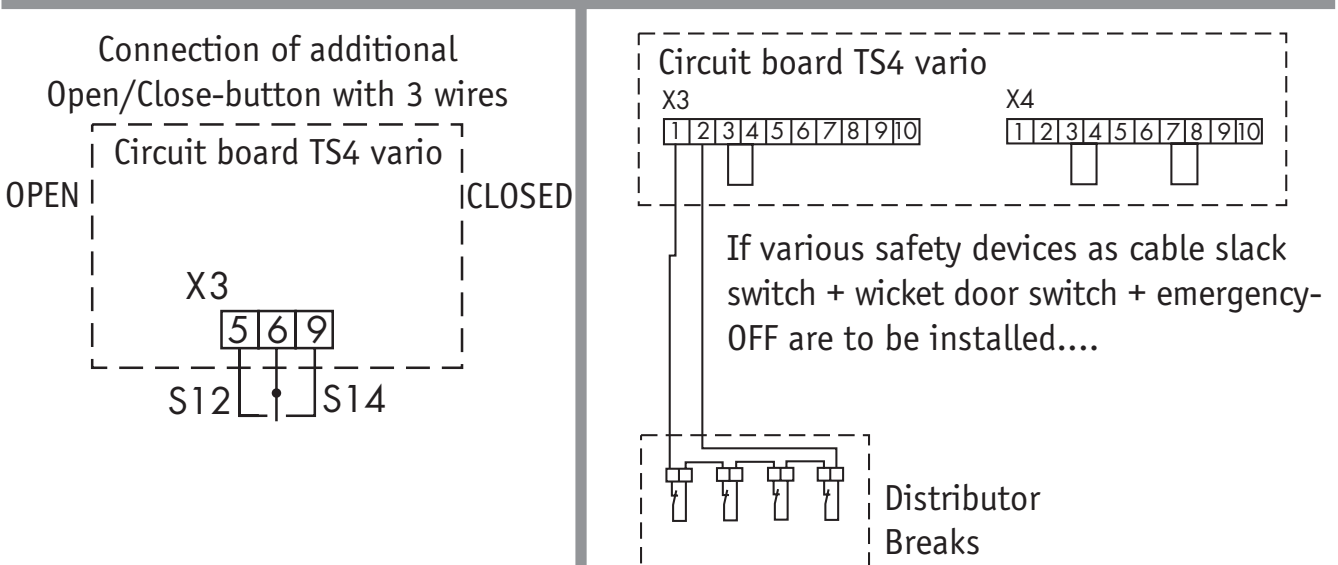 Connection of additional
Open/Close-button with 3 wires
Circuit board TS4 vario
OPEN
CLOSED
X3
5 6 9
S12
S14
Circuit board TS4 vario
X3
1 2 3 4 5 6 7 8 9 10
X4
1 2 3 4 5 6 7 8 9 10
If various safety devices as cable slack
switch + wicket door switch + emergency-
OFF are to be installed....
Distributor
Breaks